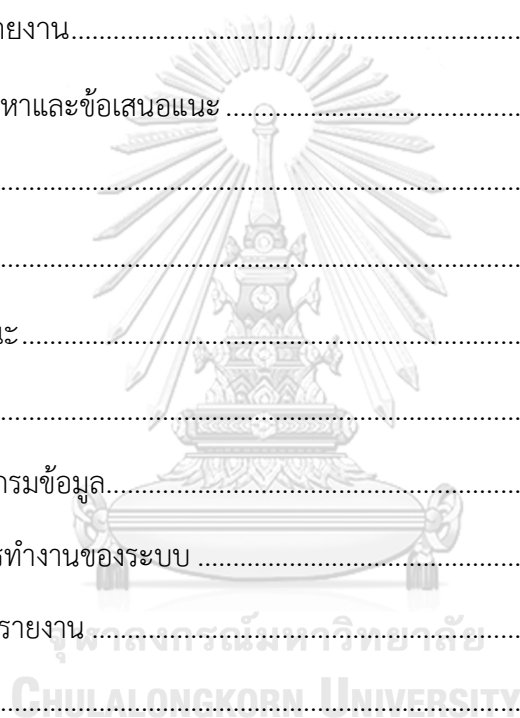 ายงาน
หาและข้อเสนอแนะ
นะ
กรมข้อมูล
รทำงานของระบบ
รายงาน
จุฬาลงกรณ์มหาวิทยาลัย
CHULALONGKORN UNIVERSITY